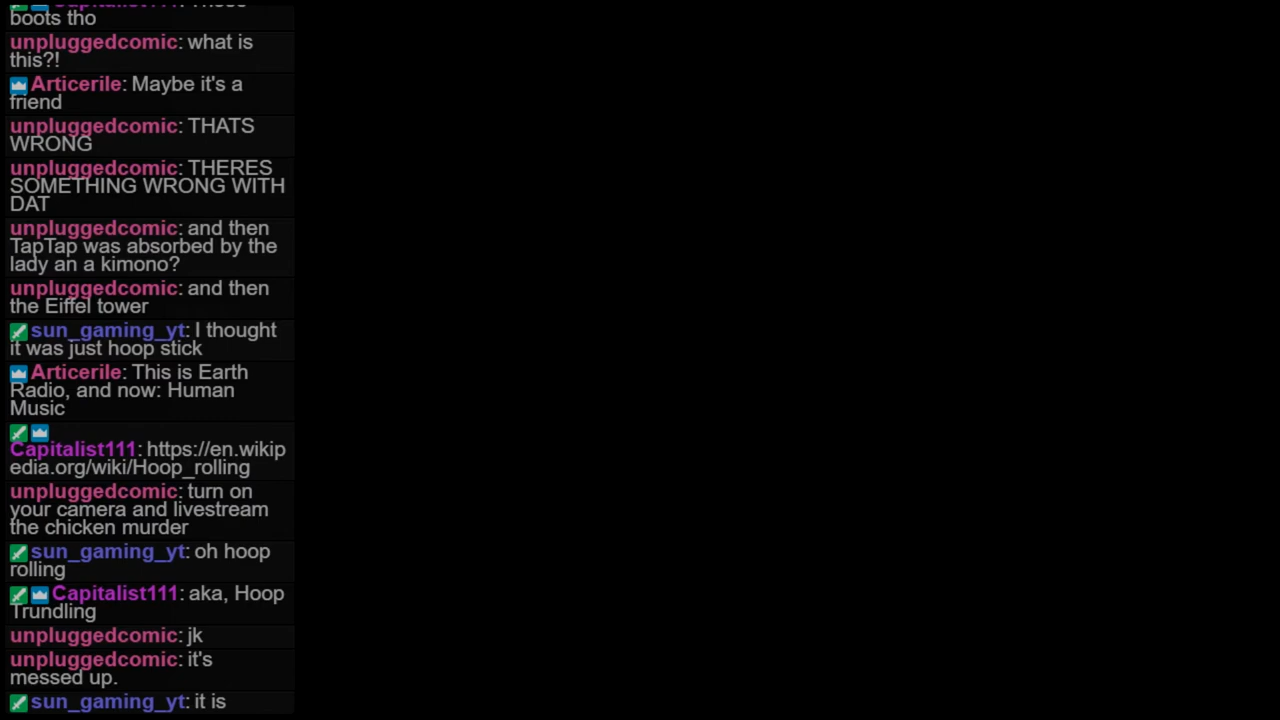 Capitalist111: These
boots tho
unpluggedcomic: what is
this?!
Articerile: Maybe it's a
friend
unpluggedcomic: THATS
WRONG
unpluggedcomic: THERES
SOMETHING WRONG WITH
DAT
unpluggedcomic: and then
TapTap was absorbed by the
lady an a kimono?
unpluggedcomic: and then
the Eiffel tower
sun_gaming_yt: I thought
it was just hoop stick
Articerile: This is Earth
Radio, and now: Human
Music
Capitalist111: https://en.wikip
edia.org/wiki/Hoop_rolling
unpluggedcomic: turn on
your camera and livestream
the chicken murder
sun_gaming_yt: oh hoop
rolling
Capitalist111: aka, Hoop
Trundling
unpluggedcomic: jk
unpluggedcomic: it's
messed up.
sun_gaming_yt: it is